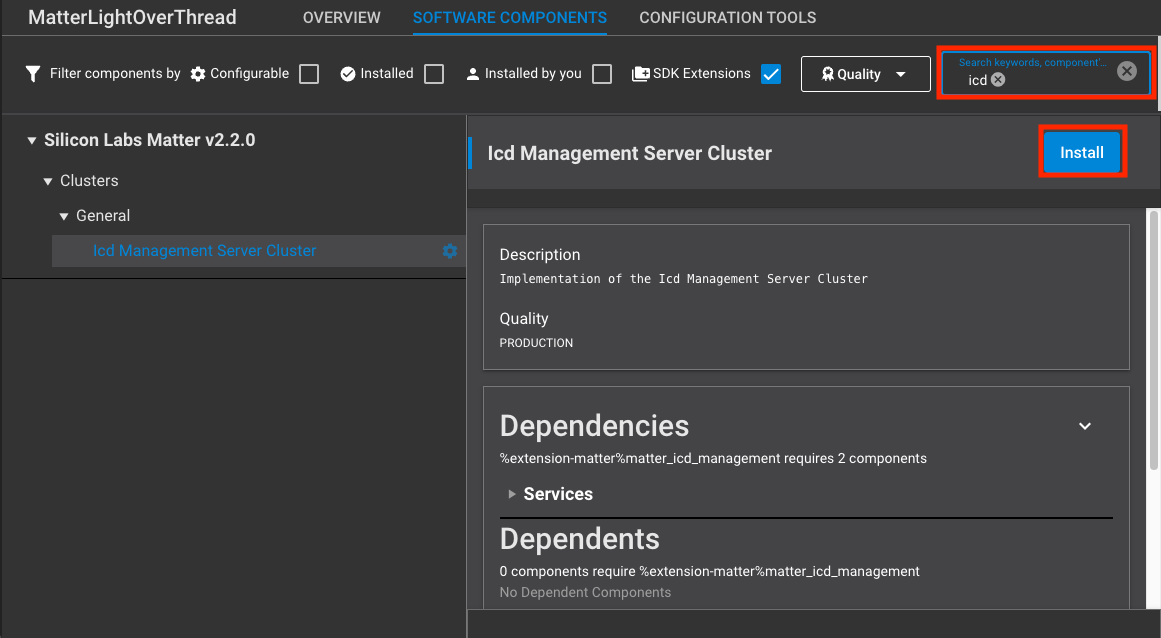 MatterLightOverThread
OVERVIEW
SOFTWARE COMPONENTS
CONFIGURATION TOOLS
Filter components by
Configurable
Installed
Installed by you
SDK Extensions
Quality
Search keywords, component'...
icd
Silicon Labs Matter v2.2.0
Clusters
General
Icd Management Server Cluster
Icd Management Server Cluster
Install
Description
Implementation of the Icd Management Server Cluster
Quality
PRODUCTION
Dependencies
%extension-matter%matter_icd_management requires 2 components
Services
Dependents
0 components require %extension-matter%matter_icd_management
No Dependent Components